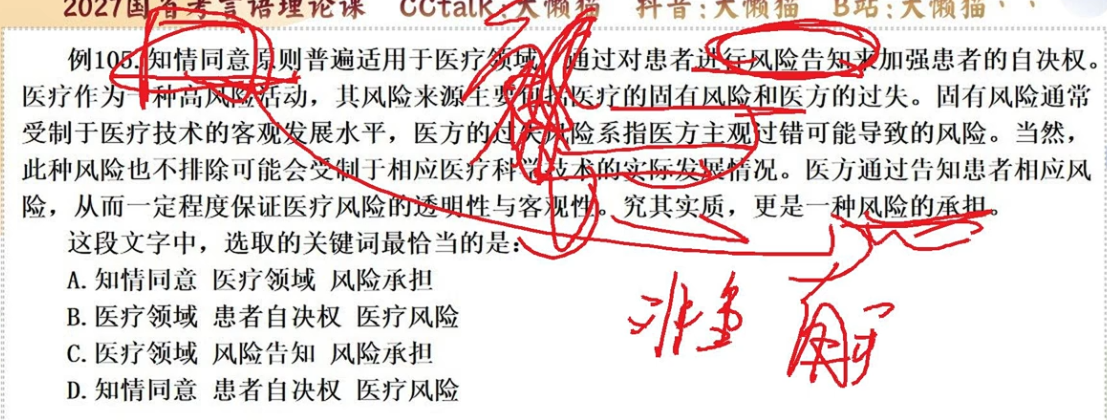 2027国省考言语理论课 CCtalk:大懒猫 抖音:大懒猫 B站:大懒猫
例105.知情同意原则普遍适用于医疗领域，通过对患者进行风险告知来加强患者的自决权。
医疗作为一种高风险活动，其风险来源主要包括医疗的固有风险和医方的过失。固有风险通常
受制于医疗技术的客观发展水平，医方的过失风险系指医方主观过错可能导致的风险。当然，
此种风险也不排除可能会受制于相应医疗科学技术的实际发展情况。医方通过告知患者相应风
险，从而一定程度保证医疗风险的透明性与客观性。究其实质，更是一种风险的承担。
这段文字中，选取的关键词最恰当的是：
A.知情同意 医疗领域 风险承担
B.医疗领域 患者自决权 医疗风险
C.医疗领域 风险告知 风险承担
D.知情同意 患者自决权 医疗风险